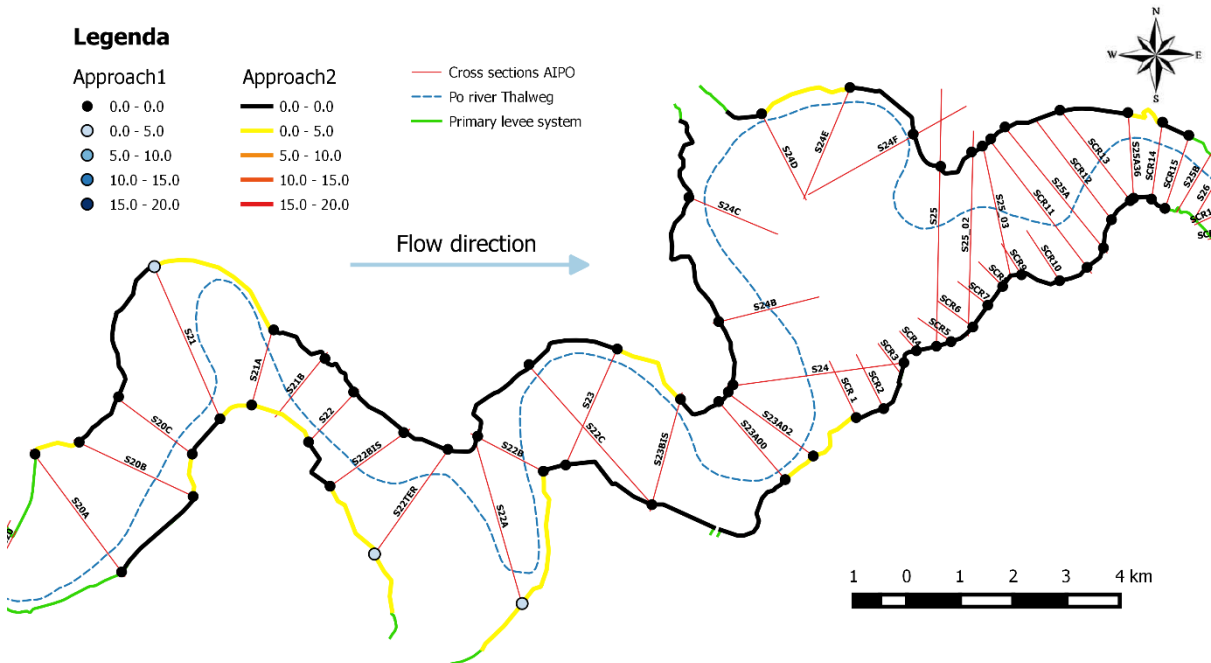 Legenda
Approach1
0.0 - 0.0
0.0 - 5.0
5.0 - 10.0
10.0 - 15.0
15.0 - 20.0
Approach2
0.0 - 0.0
0.0 - 5.0
5.0 - 10.0
10.0 - 15.0
15.0 - 20.0
Cross sections AIPO
Po river Thalweg
Primary levee system
N
W
E
S
Flow direction
S20A
S20B
S20C
S21
S21A
S21B
S22
S22BIS
S22TER
S22A
S22B
S22C
S23
S23BIS
S23A00
S23A02
S24
S24B
S24C
S24D
S24E
S24F
S25
S25_02
S25_03
SCR 1
SCR2
SCR3
SCR4
SCR5
SCR6
SCR7
SCR8
SCR9
SCR10
SCR11
S25A
SCR12
SCR13
S25A36
SCR14
SCR15
S25B
S26
SCR1
1 0 1 2 3 4 km